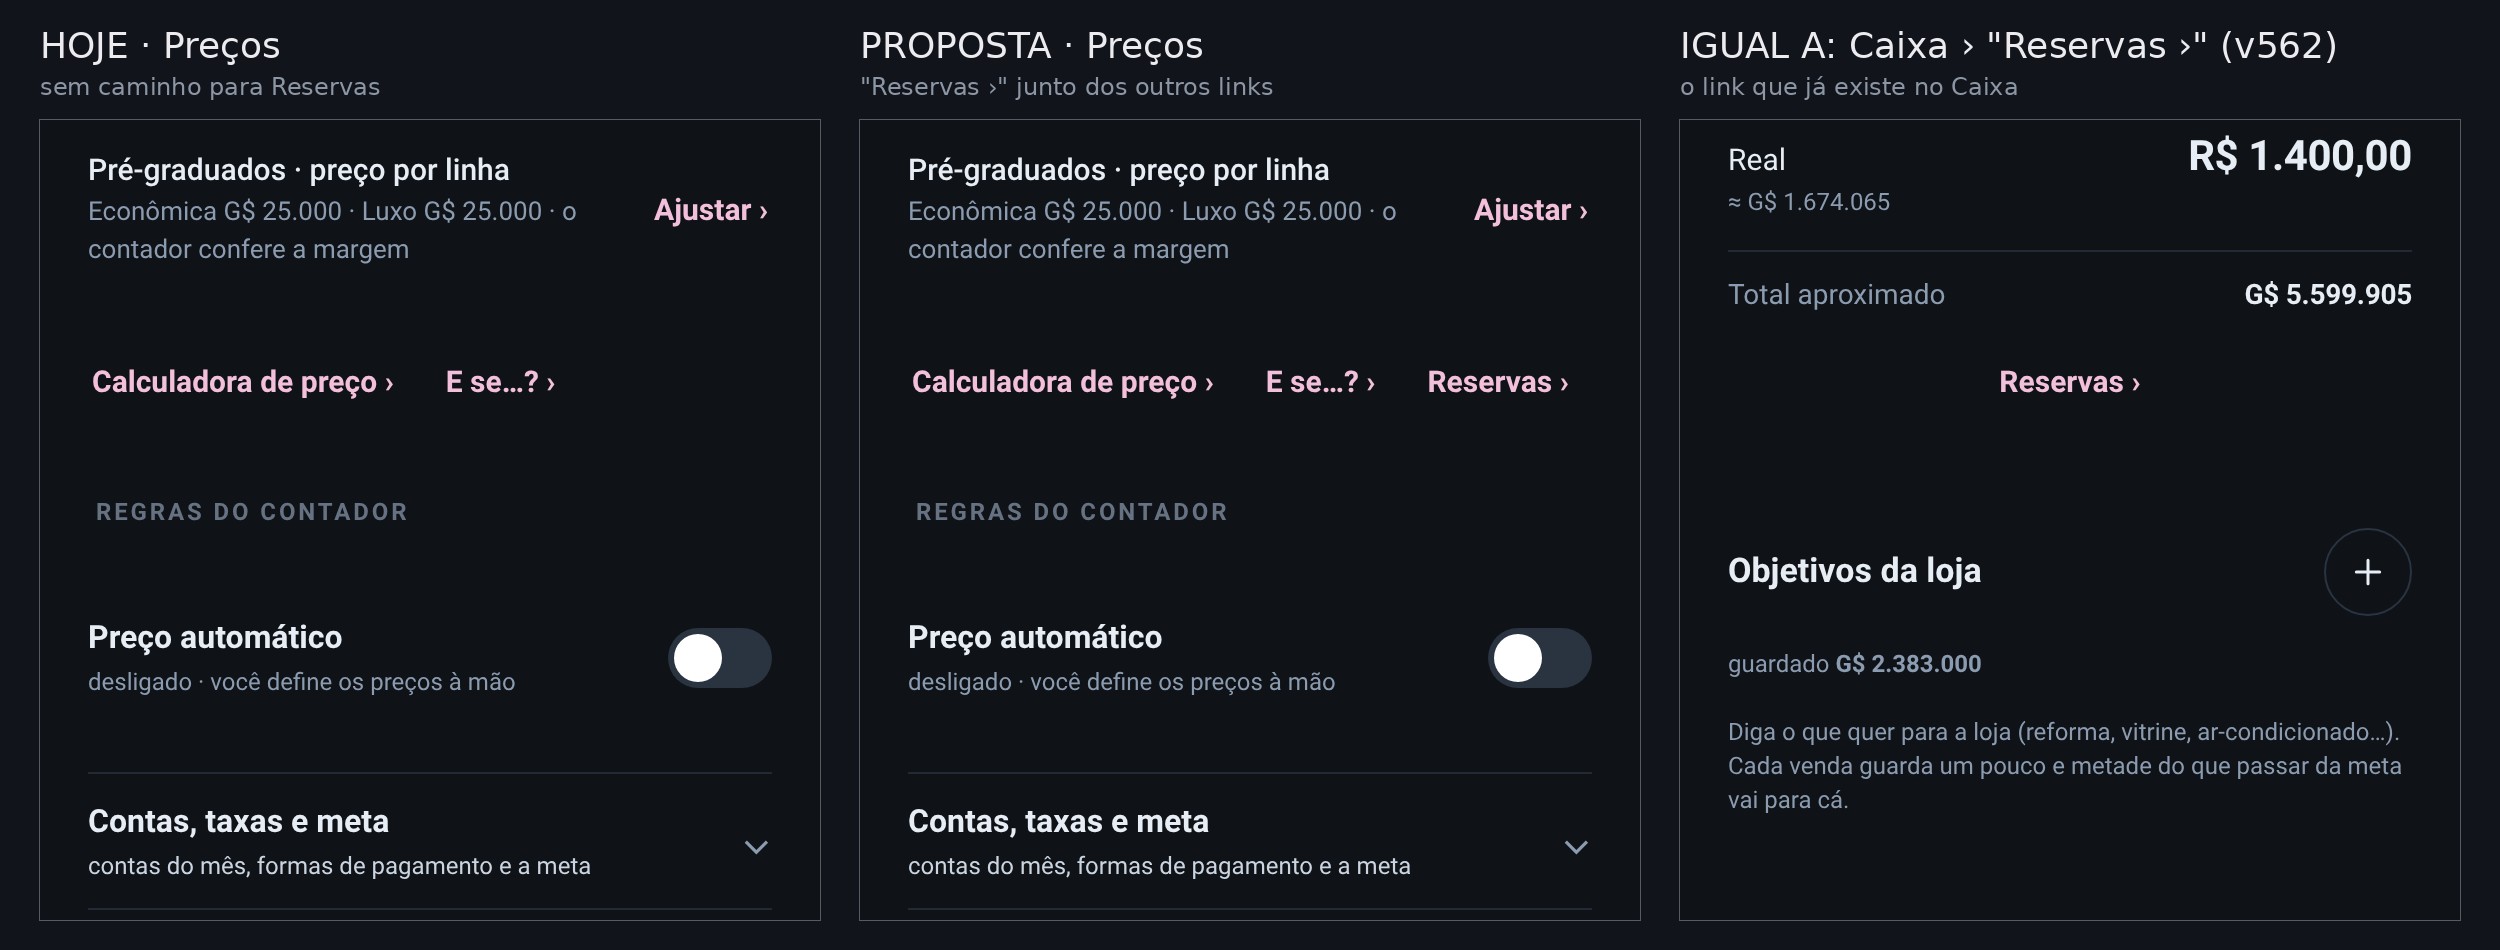 HOJE · Preços
sem caminho para Reservas
Pré-graduados · preço por linha
Econômica G$ 25.000 · Luxo G$ 25.000 · o
contador confere a margem
Ajustar ›
Calculadora de preço › E se...? ›
REGRAS DO CONTADOR
Preço automático
desligado · você define os preços à mão
Contas, taxas e meta
contas do mês, formas de pagamento e a meta
PROPOSTA · Preços
"Reservas ›" junto dos outros links
Pré-graduados · preço por linha
Econômica G$ 25.000 · Luxo G$ 25.000 · o
contador confere a margem
Ajustar ›
Calculadora de preço › E se...? › Reservas ›
REGRAS DO CONTADOR
Preço automático
desligado · você define os preços à mão
Contas, taxas e meta
contas do mês, formas de pagamento e a meta
IGUAL A: Caixa › "Reservas ›" (v562)
o link que já existe no Caixa
Real R$ 1.400,00
≈ G$ 1.674.065
Total aproximado G$ 5.599.905
Reservas ›
Objetivos da loja
guardado G$ 2.383.000
Diga o que quer para a loja (reforma, vitrine, ar-condicionado...).
Cada venda guarda um pouco e metade do que passar da meta
vai para cá.